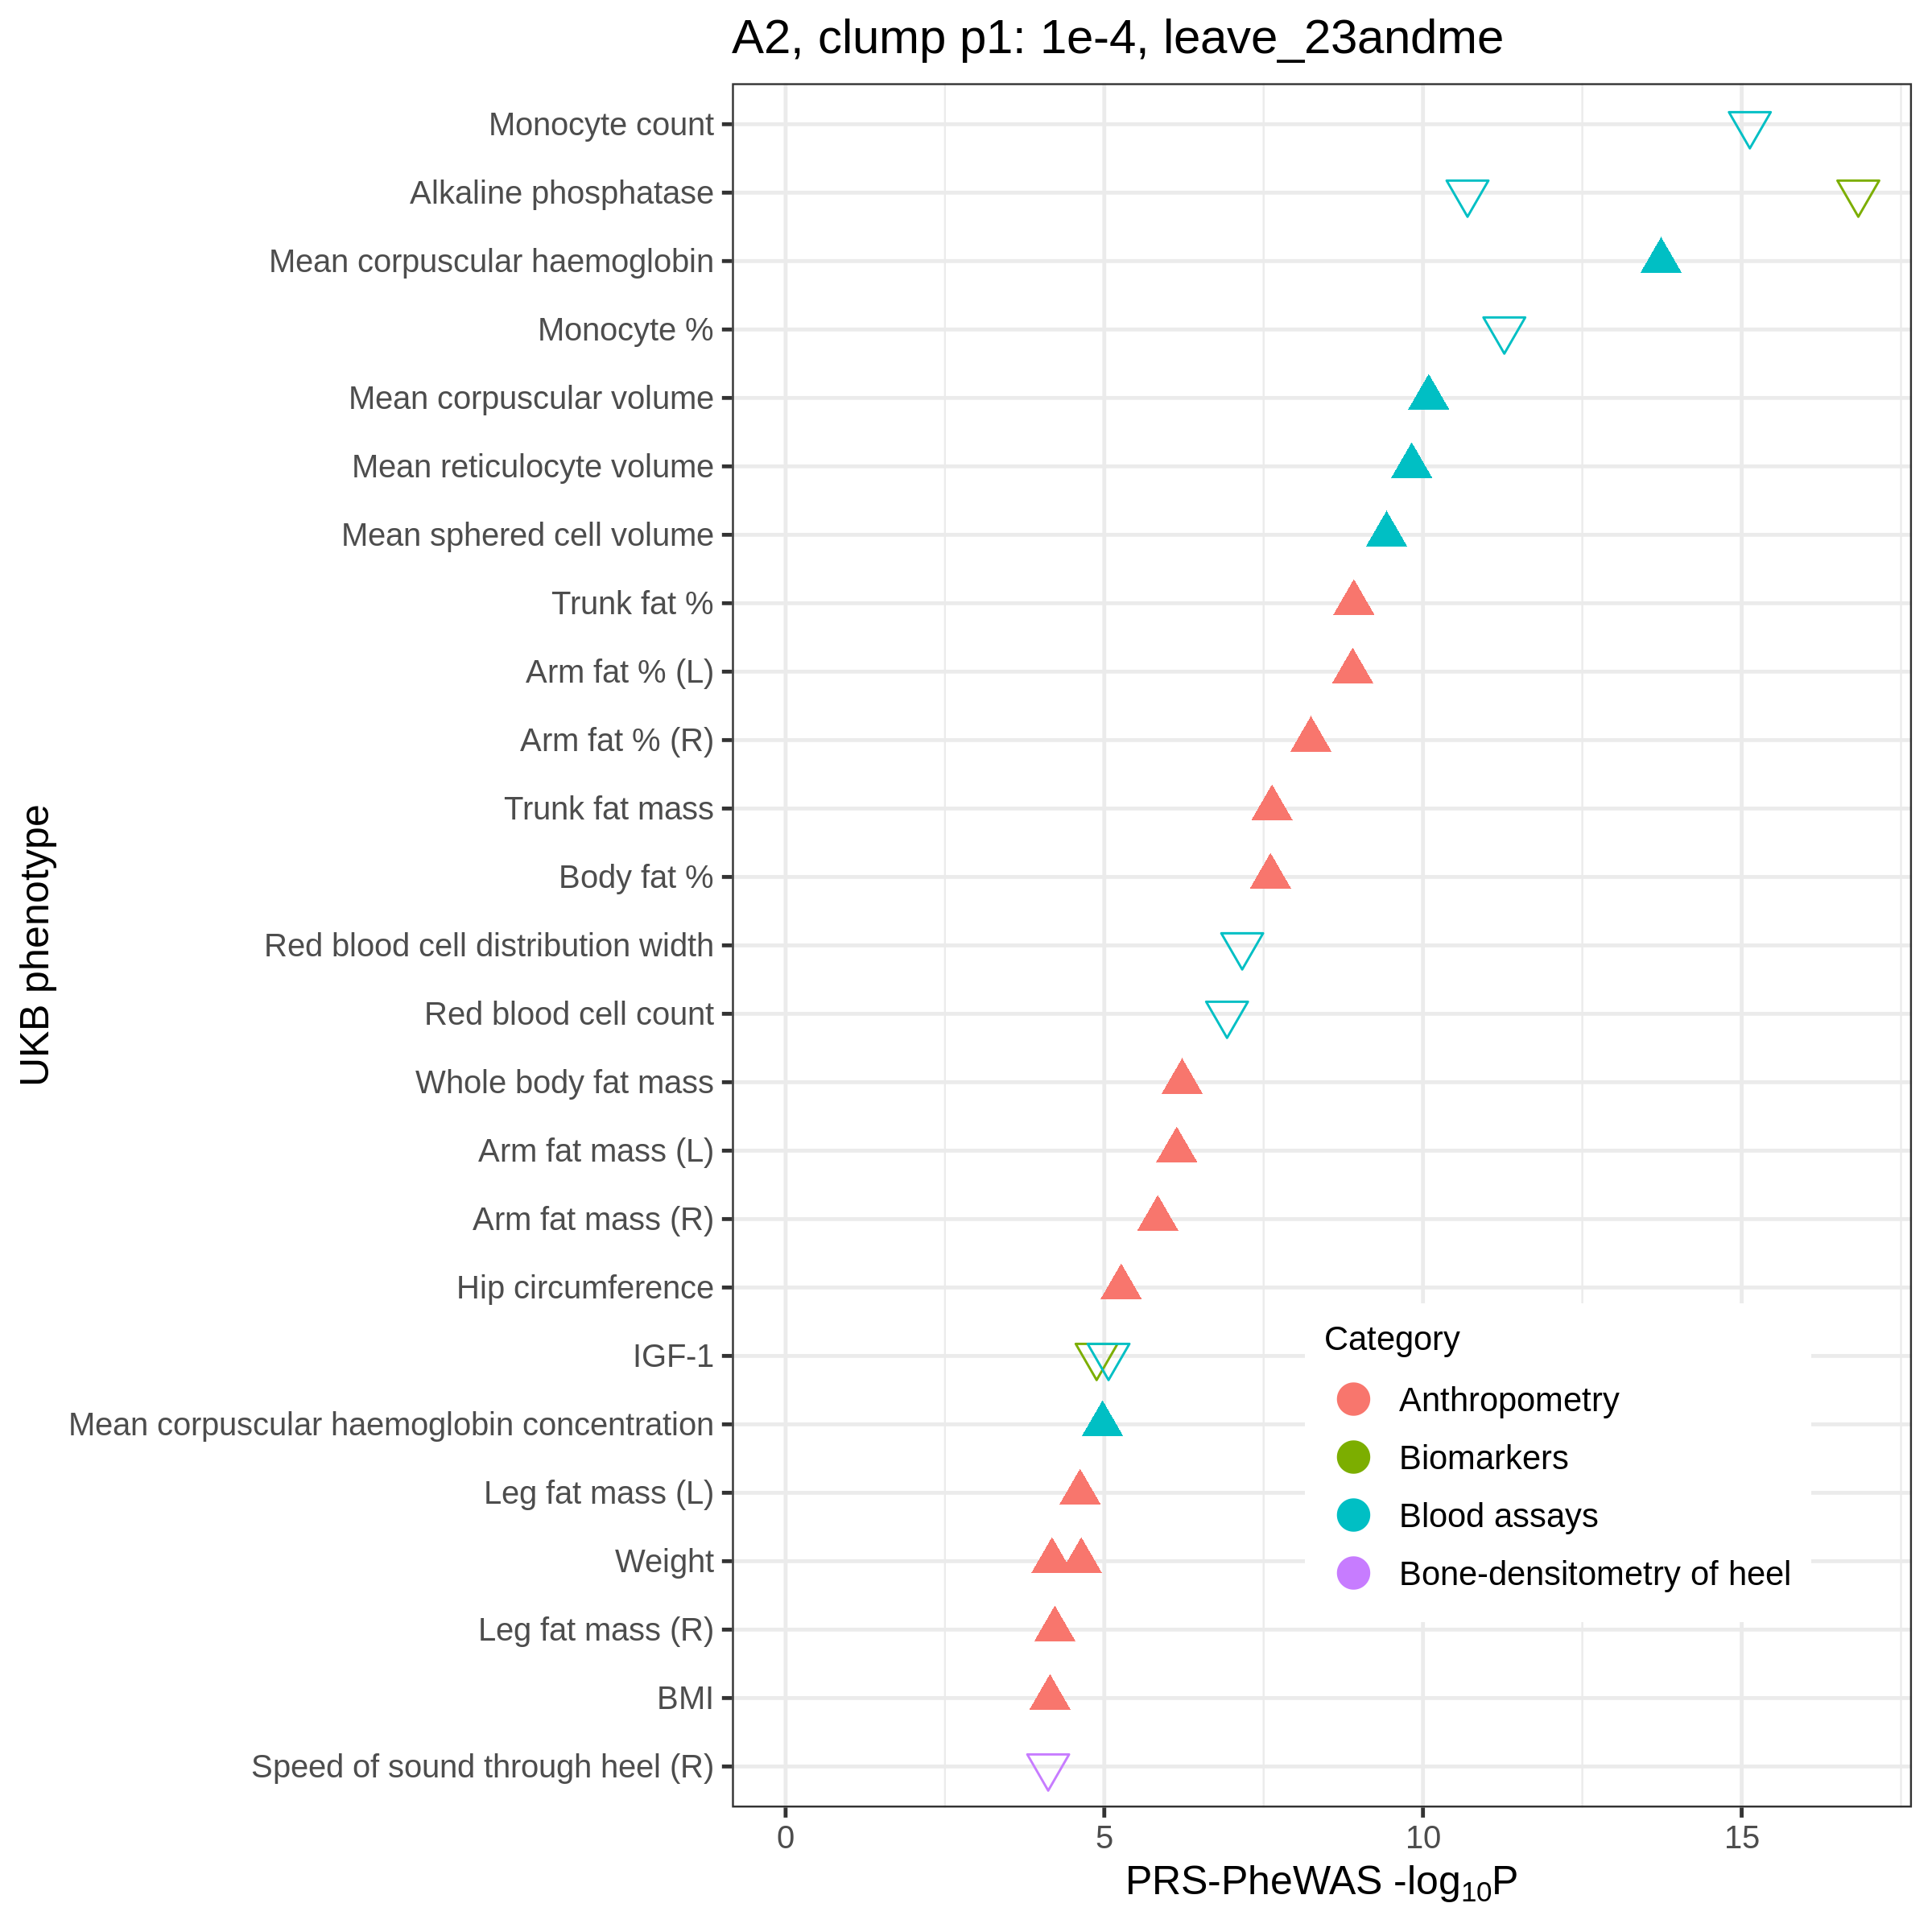 A2, clump p1: 1e-4, leave_23andme
UKB phenotype
Monocyte count
Alkaline phosphatase
Mean corpuscular haemoglobin
Monocyte %
Mean corpuscular volume
Mean reticulocyte volume
Mean sphered cell volume
Trunk fat %
Arm fat % (L)
Arm fat % (R)
Trunk fat mass
Body fat %
Red blood cell distribution width
Red blood cell count
Whole body fat mass
Arm fat mass (L)
Arm fat mass (R)
Hip circumference
IGF-1
Mean corpuscular haemoglobin concentration
Leg fat mass (L)
Weight
Leg fat mass (R)
BMI
Speed of sound through heel (R)
Category
Anthropometry
Biomarkers
Blood assays
Bone-densitometry of heel
0 5 10 15
PRS-PheWAS -log10P